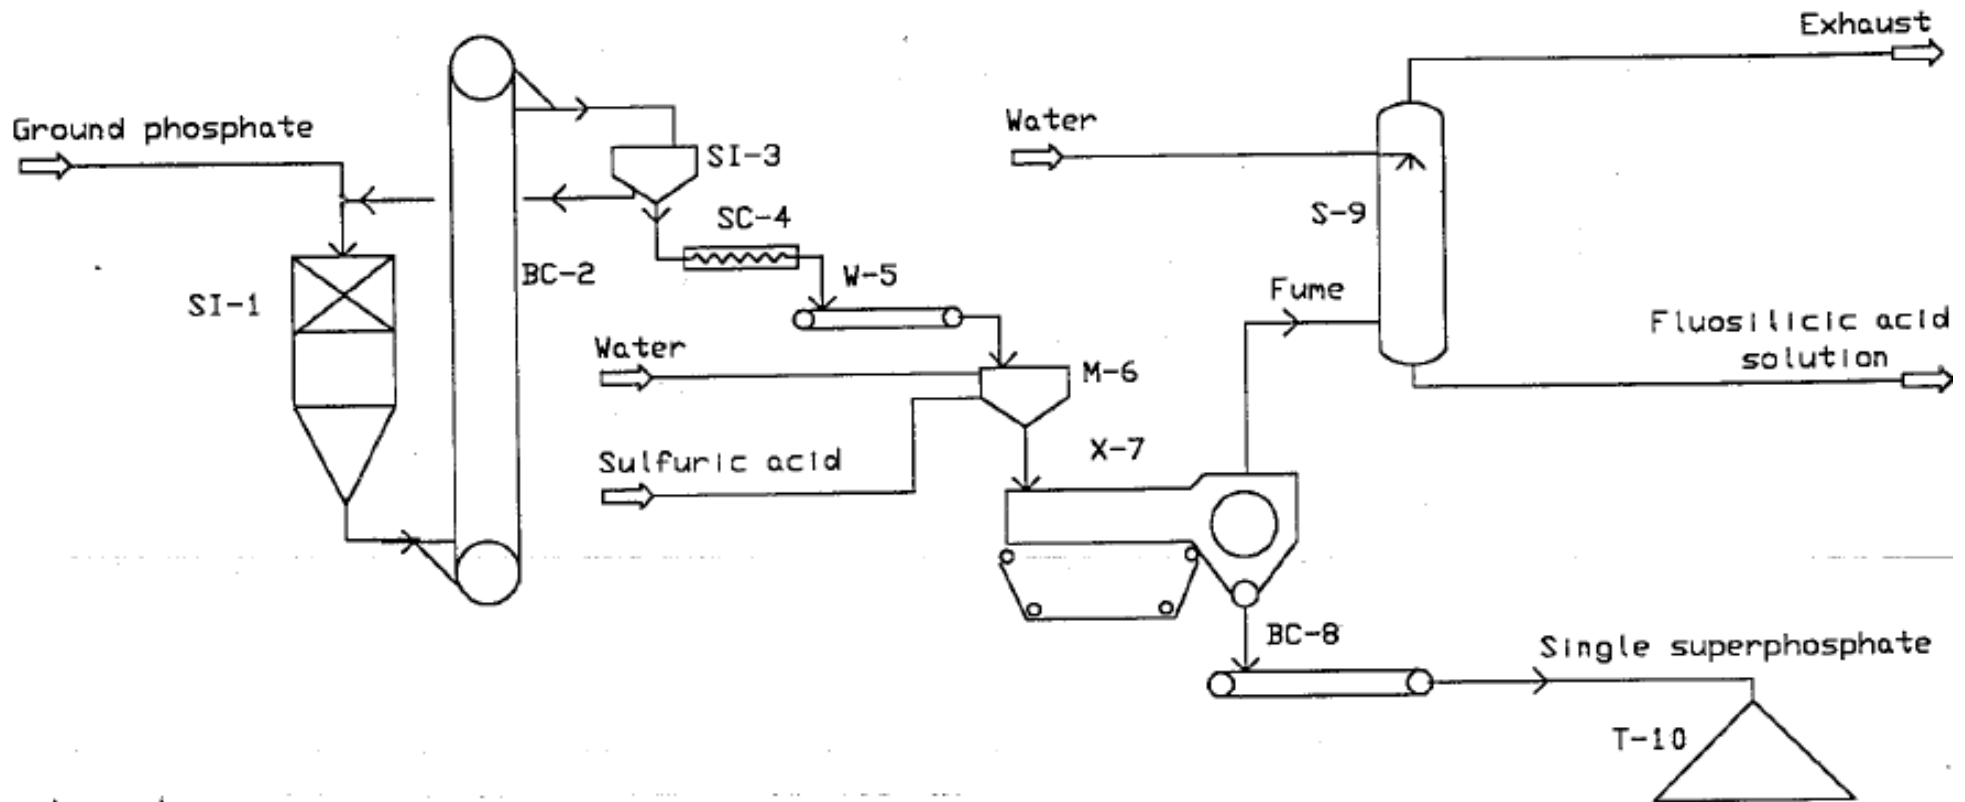 Exhaust
Ground phosphate
Water
SI-3
SC-4
S-9
BC-2
W-5
SI-1
Fume
Fluosilicic acid
solution
Water
M-6
X-7
Sulfuric acid
BC-8
Single superphosphate
T-10